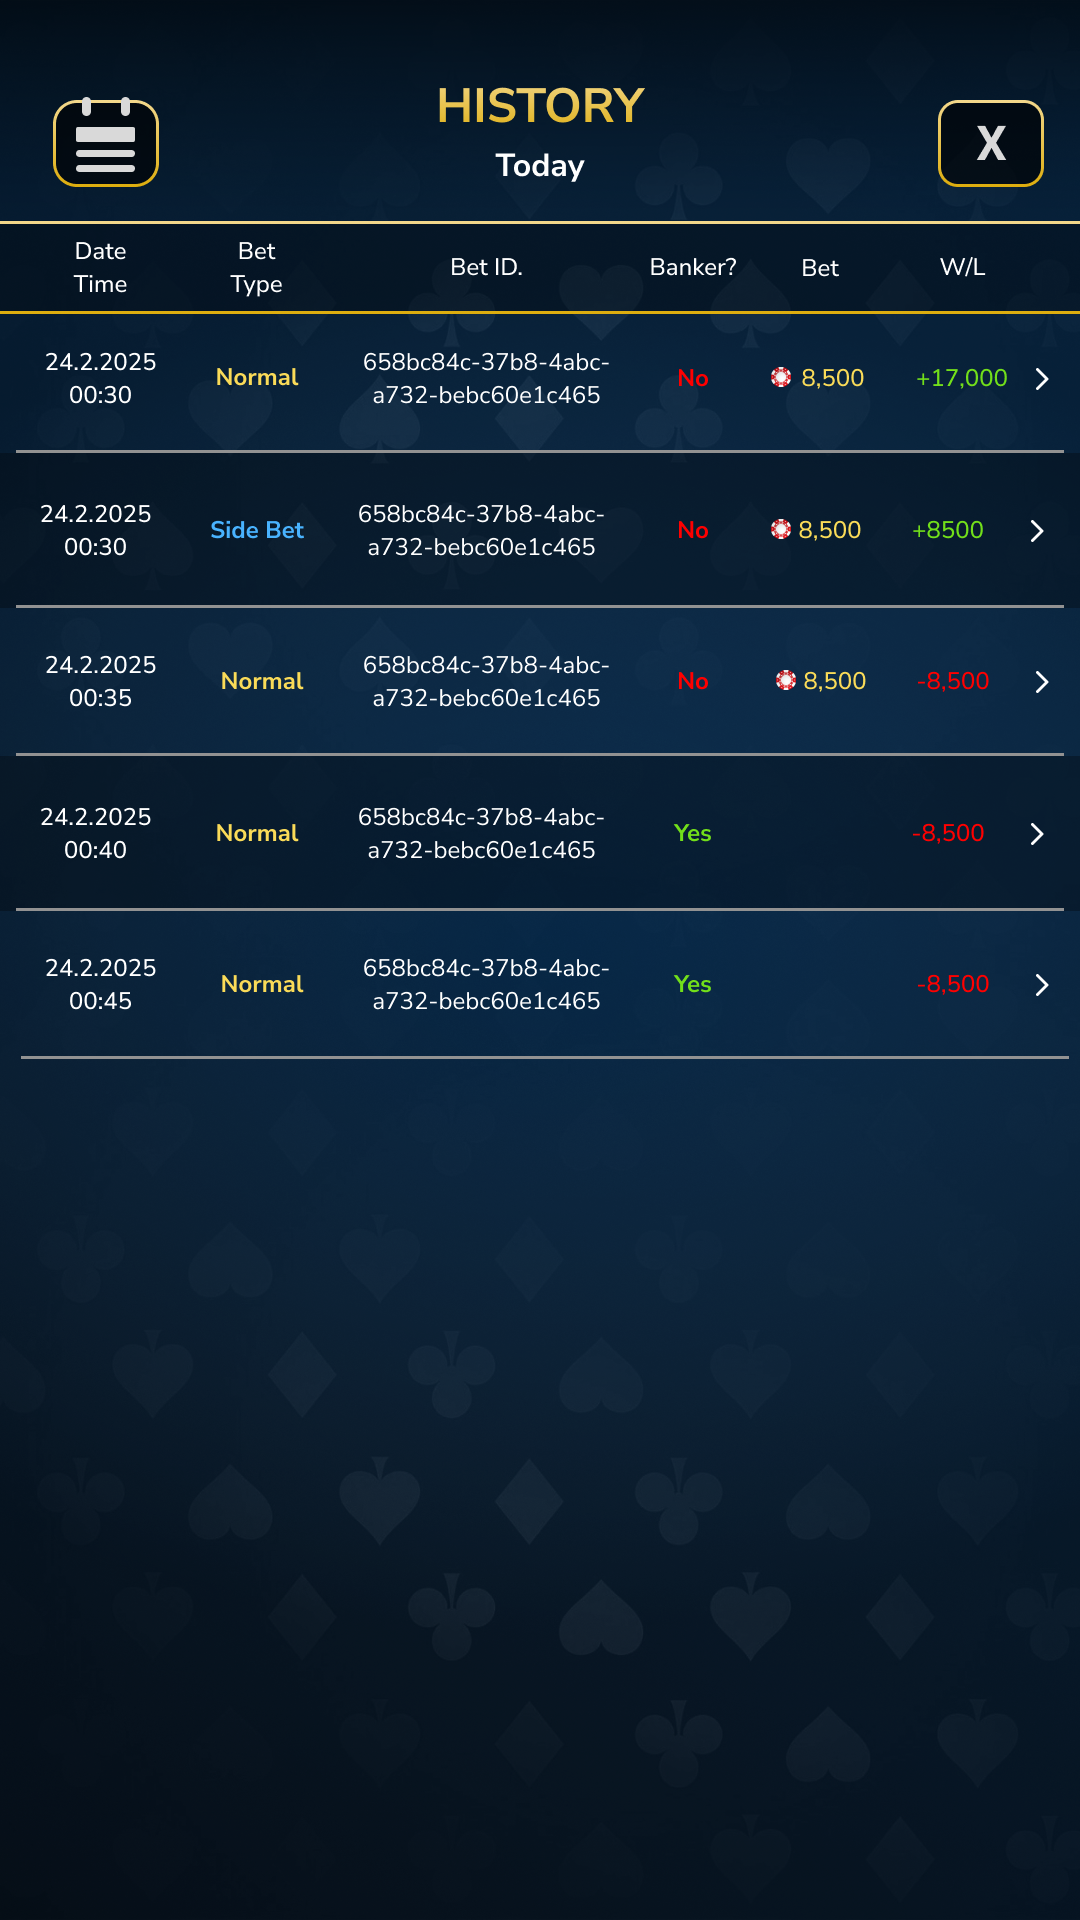 HISTORY
Today
X
Date
Time
Bet
Type
Bet ID.
Banker?
Bet
W/L
24.2.2025
00:30
Normal
658bc84c-37b8-4abc-
a732-bebc60e1c465
No
8,500
+17,000
24.2.2025
00:30
Side Bet
658bc84c-37b8-4abc-
a732-bebc60e1c465
No
8,500
+8500
24.2.2025
00:35
Normal
658bc84c-37b8-4abc-
a732-bebc60e1c465
No
8,500
-8,500
24.2.2025
00:40
Normal
658bc84c-37b8-4abc-
a732-bebc60e1c465
Yes
-8,500
24.2.2025
00:45
Normal
658bc84c-37b8-4abc-
a732-bebc60e1c465
Yes
-8,500